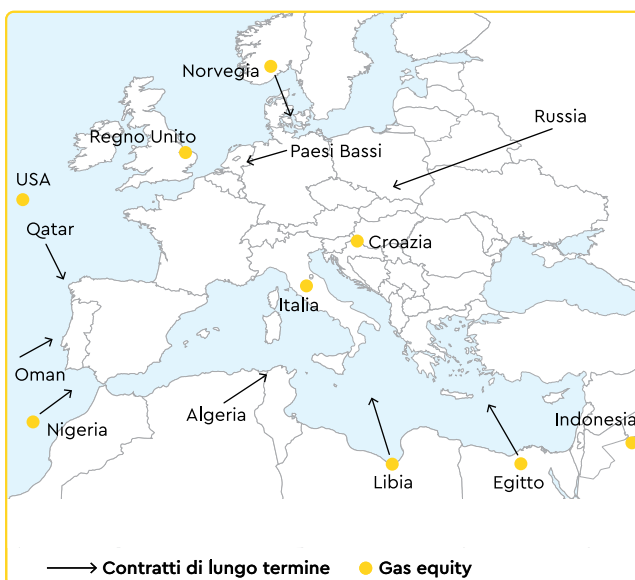 Norvegia
Russia
Regno Unito
Paesi Bassi
USA
Qatar
Croazia
Italia
Oman
Algeria
Indonesia
Nigeria
Libia
Egitto
Contratti di lungo termine
Gas equity